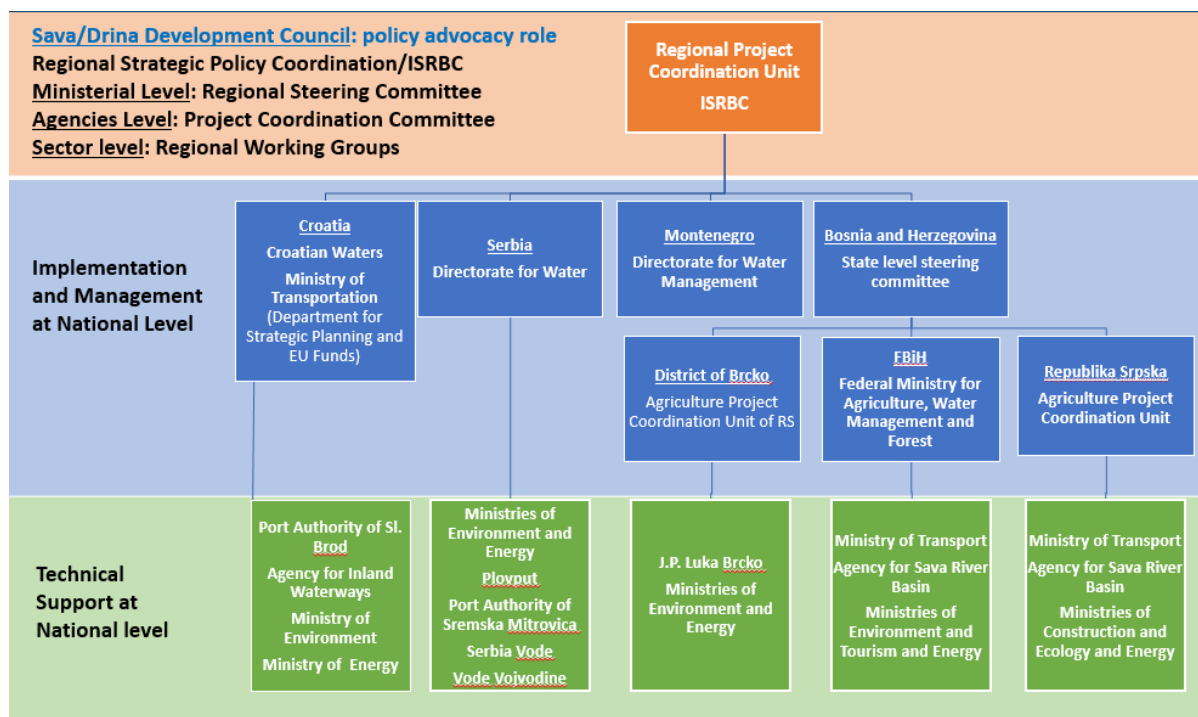 Sava/Drina Development Council: policy advocacy role
Regional Strategic Policy Coordination/ISRBC
Ministerial Level: Regional Steering Committee
Agencies Level: Project Coordination Committee
Sector level: Regional Working Groups
Regional Project
Coordination Unit
ISRBC
Implementation
and Management
at National Level
Croatia
Croatian Waters
Ministry of
Transportation
(Department for
Strategic Planning and
EU Funds)
Serbia
Directorate for Water
Montenegro
Directorate for Water
Management
Bosnia and Herzegovina
State level steering
committee
District of Brcko
Agriculture Project
Coordination Unit of RS
FBiH
Federal Ministry for
Agriculture, Water
Management and
Forest
Republika Srpska
Agriculture Project
Coordination Unit
Technical
Support at
National level
Port Authority of Sl.
Brod
Agency for Inland
Waterways
Ministry of
Environment
Ministry of Energy
Ministries of
Environment and
Energy
Plovput
Port Authority of
Sremska Mitrovica
Serbia Vode
Vode Vojvodine
J.P. Luka Brcko
Ministries of
Environment and
Energy
Ministry of Transport
Agency for Sava River
Basin
Ministries of
Environment and
Tourism and Energy
Ministry of Transport
Agency for Sava River
Basin
Ministries of
Construction and
Ecology and Energy